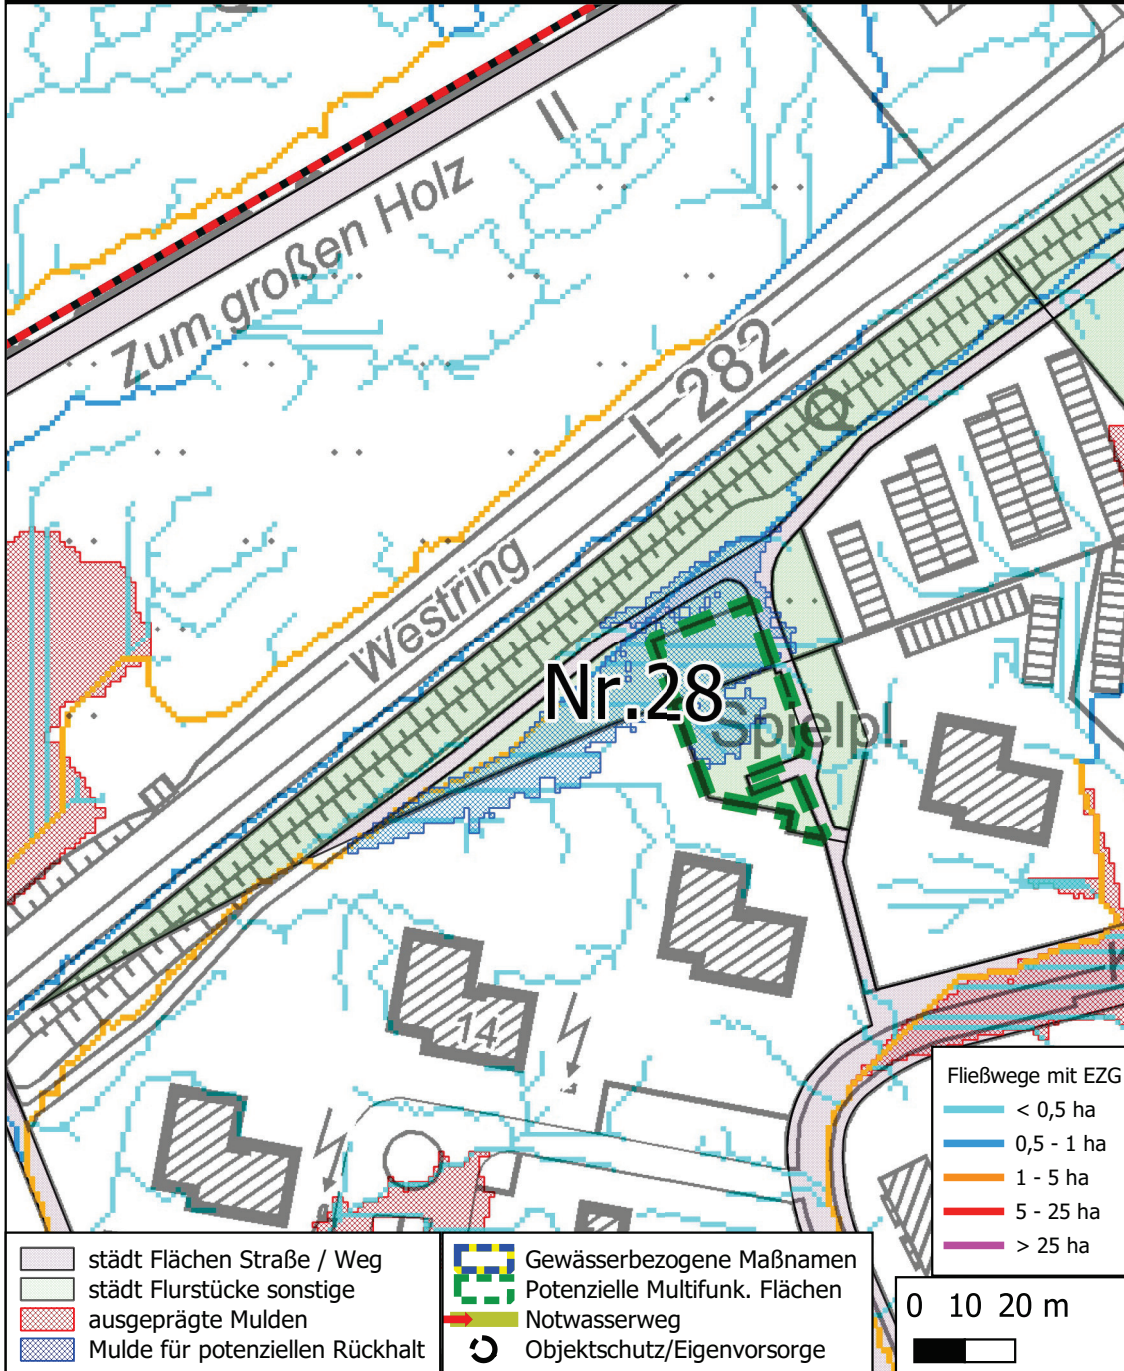 Zum großen Holz
L 282
Westring
Nr.28
Spielpl.
14
Fließwege mit EZG
< 0,5 ha
0,5 - 1 ha
1 - 5 ha
5 - 25 ha
> 25 ha
städt Flächen Straße / Weg
städt Flurstücke sonstige
ausgeprägte Mulden
Mulde für potenziellen Rückhalt
Gewässerbezogene Maßnamen
Potenzielle Multifunk. Flächen
Notwasserweg
Objektschutz/Eigenvorsorge
0 10 20 m